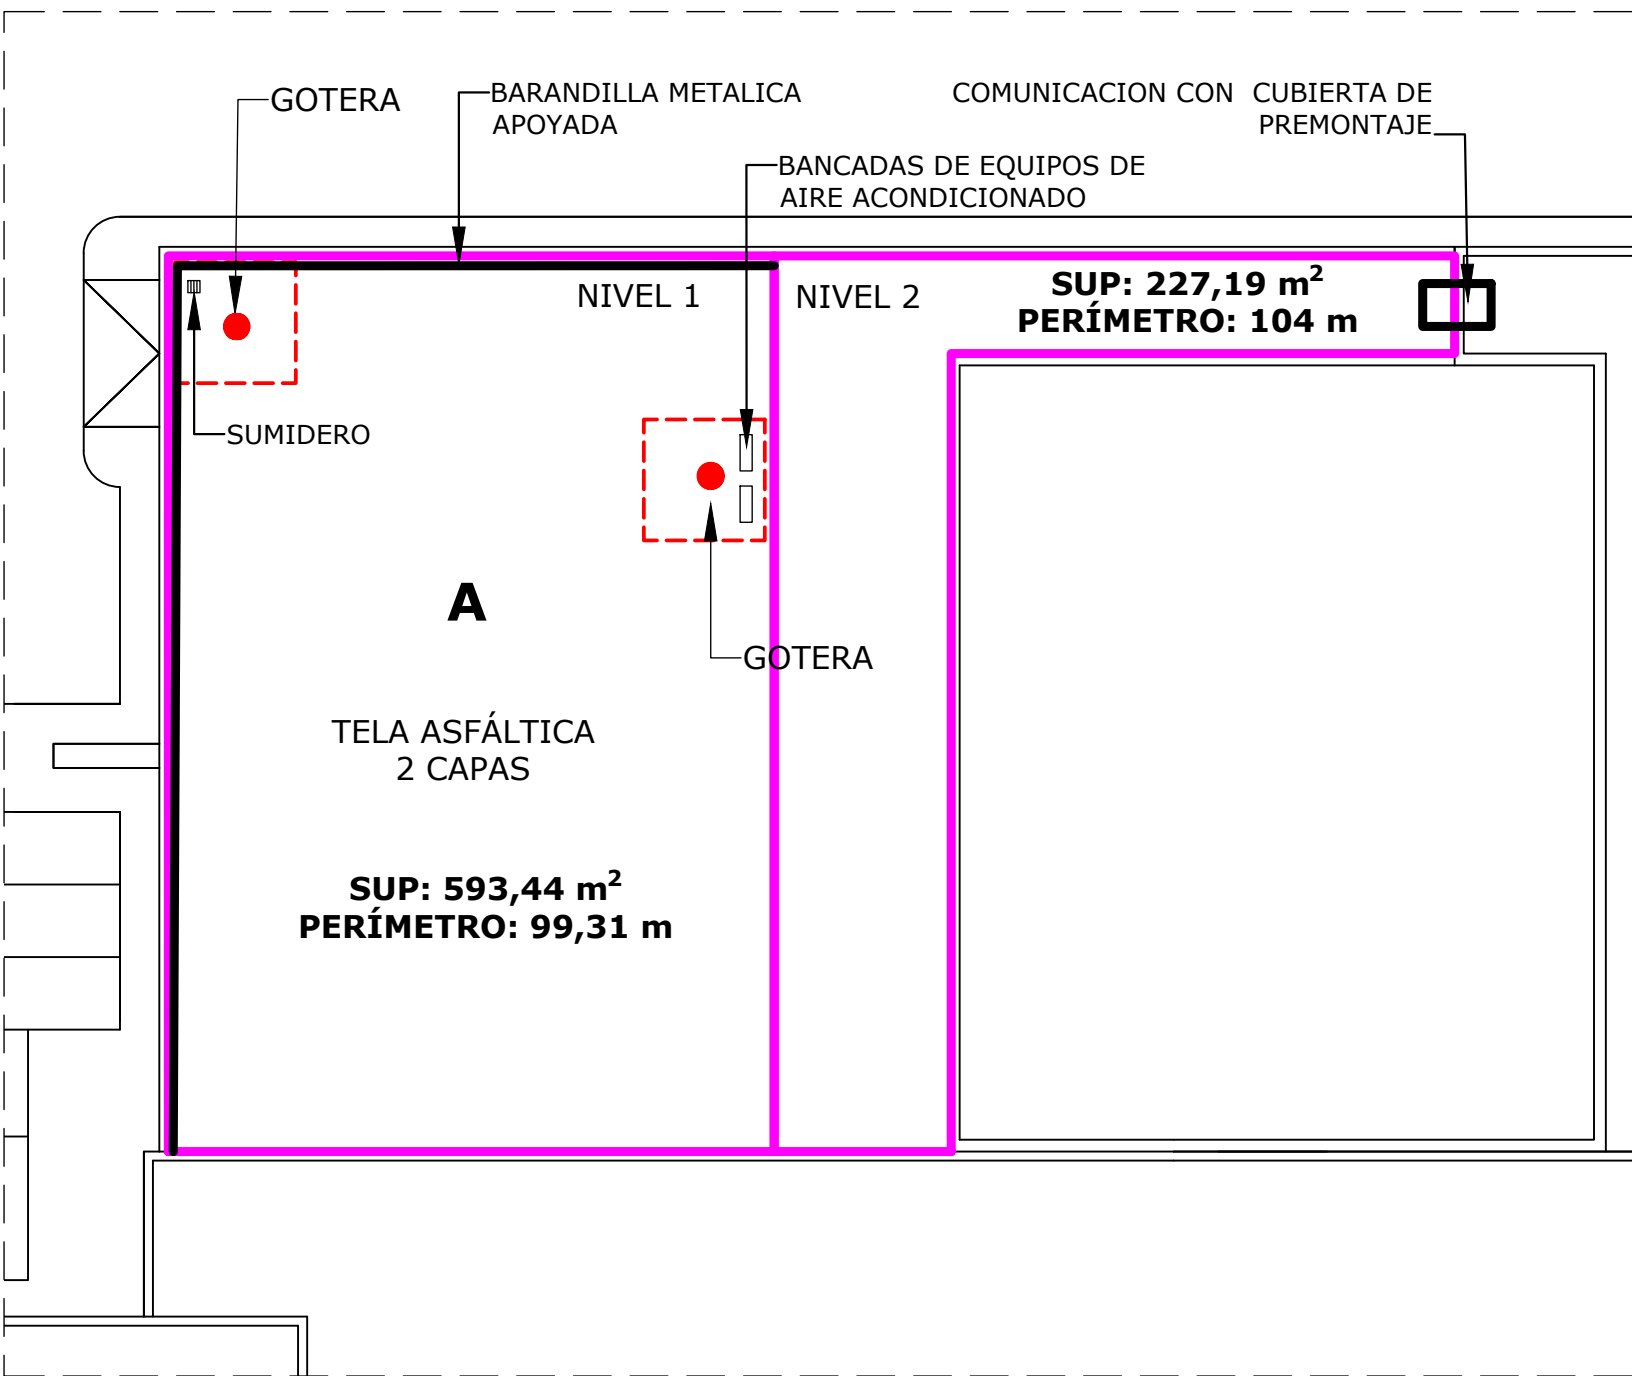 GOTERA
BARANDILLA METALICA
APOYADA
COMUNICACION CON CUBIERTA DE
PREMONTAJE
BANCADAS DE EQUIPOS DE
AIRE ACONDICIONADO
NIVEL 1
NIVEL 2
SUP: 227,19 m²
PERÍMETRO: 104 m
SUMIDERO
A
GOTERA
TELA ASFÁLTICA
2 CAPAS
SUP: 593,44 m²
PERÍMETRO: 99,31 m